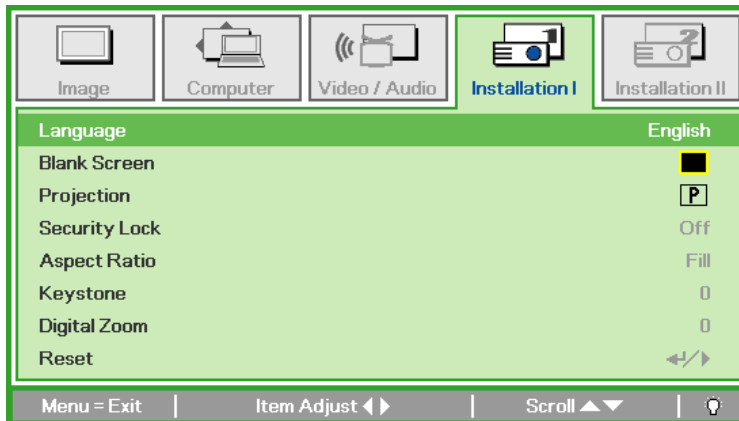 Image Computer Video / Audio Installation I Installation II
Language English
Blank Screen
Projection P
Security Lock Off
Aspect Ratio Fill
Keystone 0
Digital Zoom 0
Reset
Menu = Exit Item Adjust Scroll